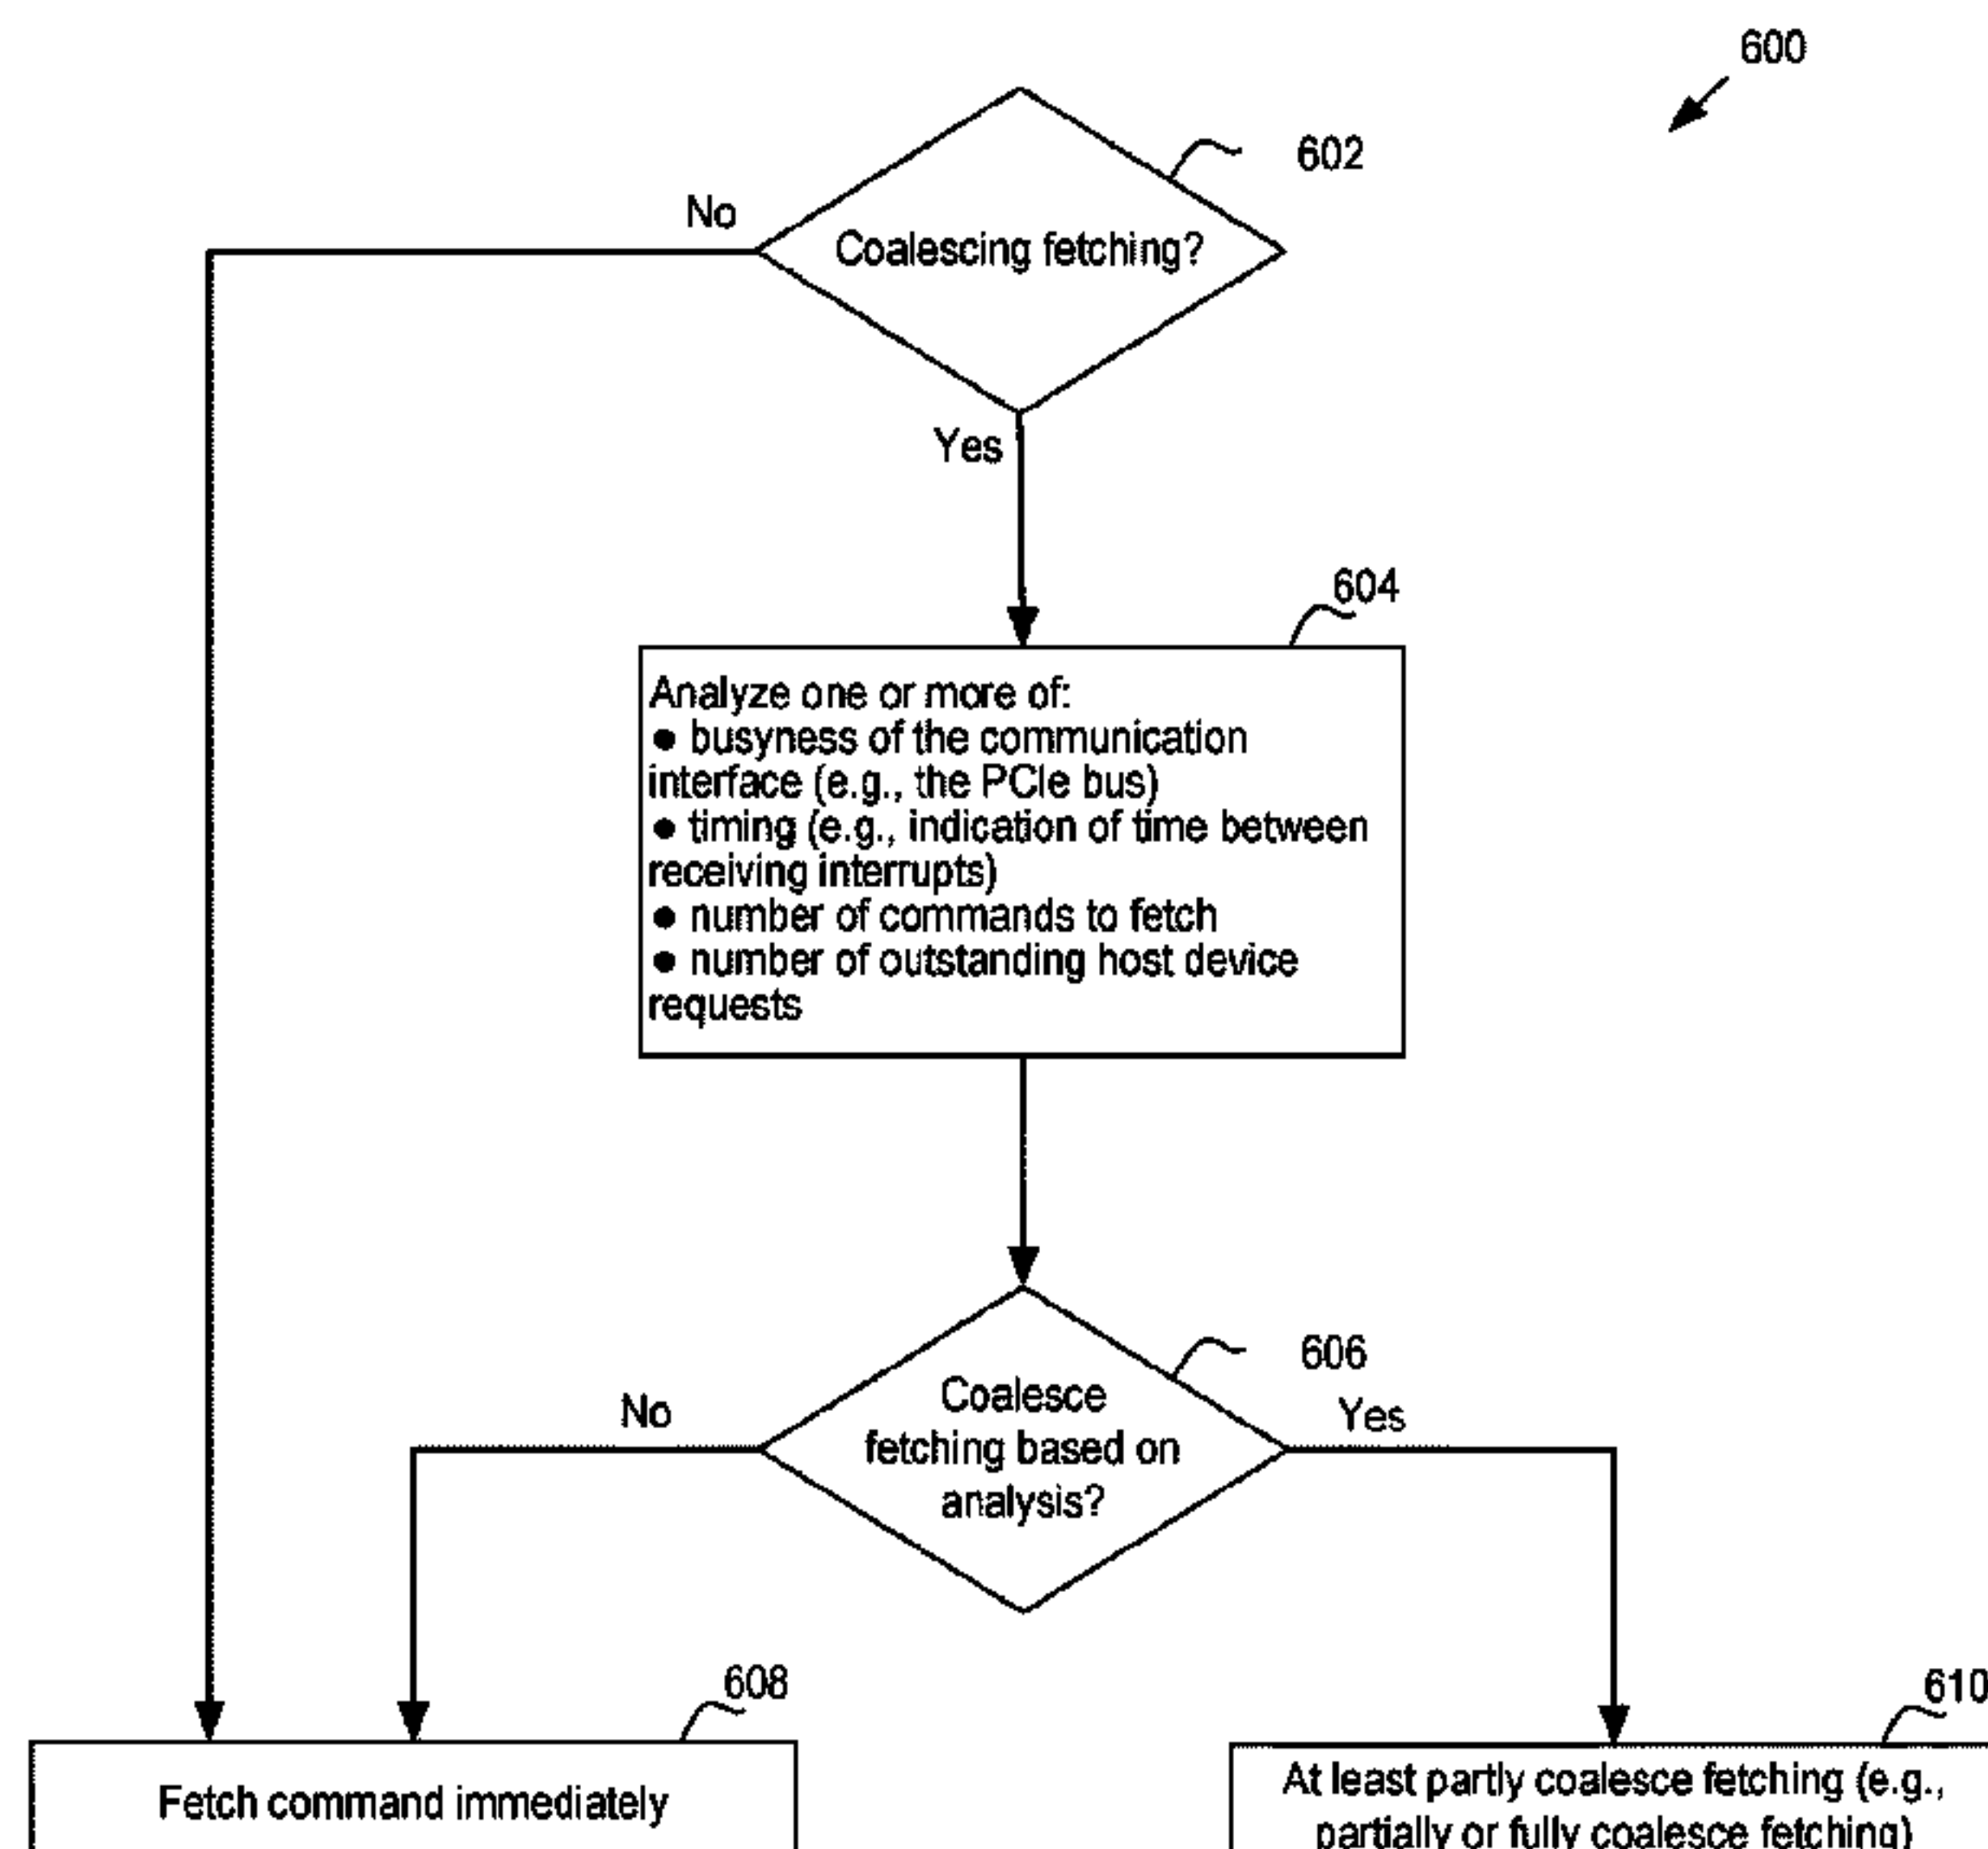 600
602
No
Coalescing fetching?
Yes
604
Analyze one or more of:
● busyness of the communication
interface (e.g., the PCIe bus)
● timing (e.g., indication of time between
receiving interrupts)
● number of commands to fetch
● number of outstanding host device
requests
606
No
Coalesce
fetching based on
analysis?
Yes
608
Fetch command immediately
610
At least partly coalesce fetching (e.g.,
partially or fully coalesce fetching)